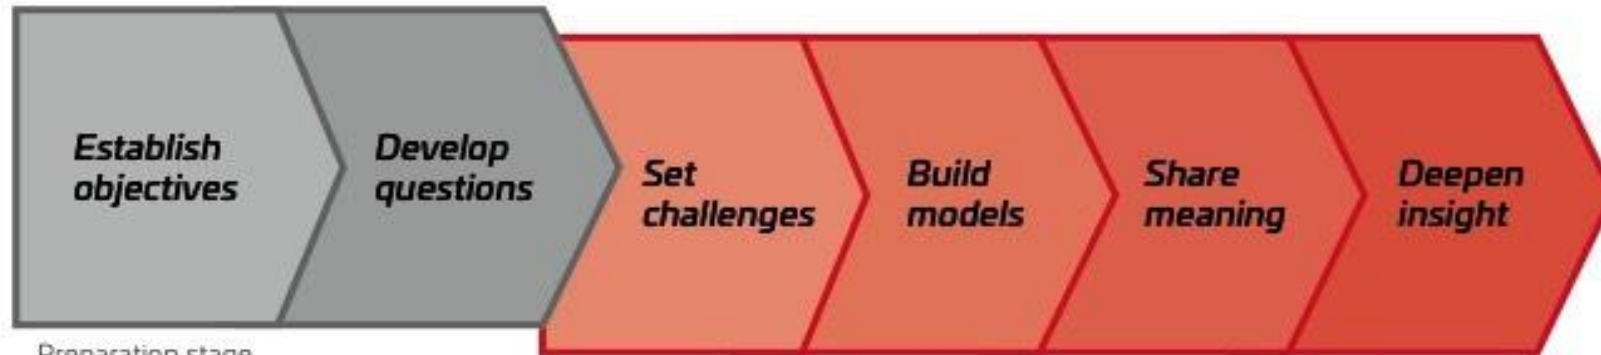 Establish
objectives
Develop
questions
Set
challenges
Build
models
Share
meaning
Deepen
insight
Preparation stage